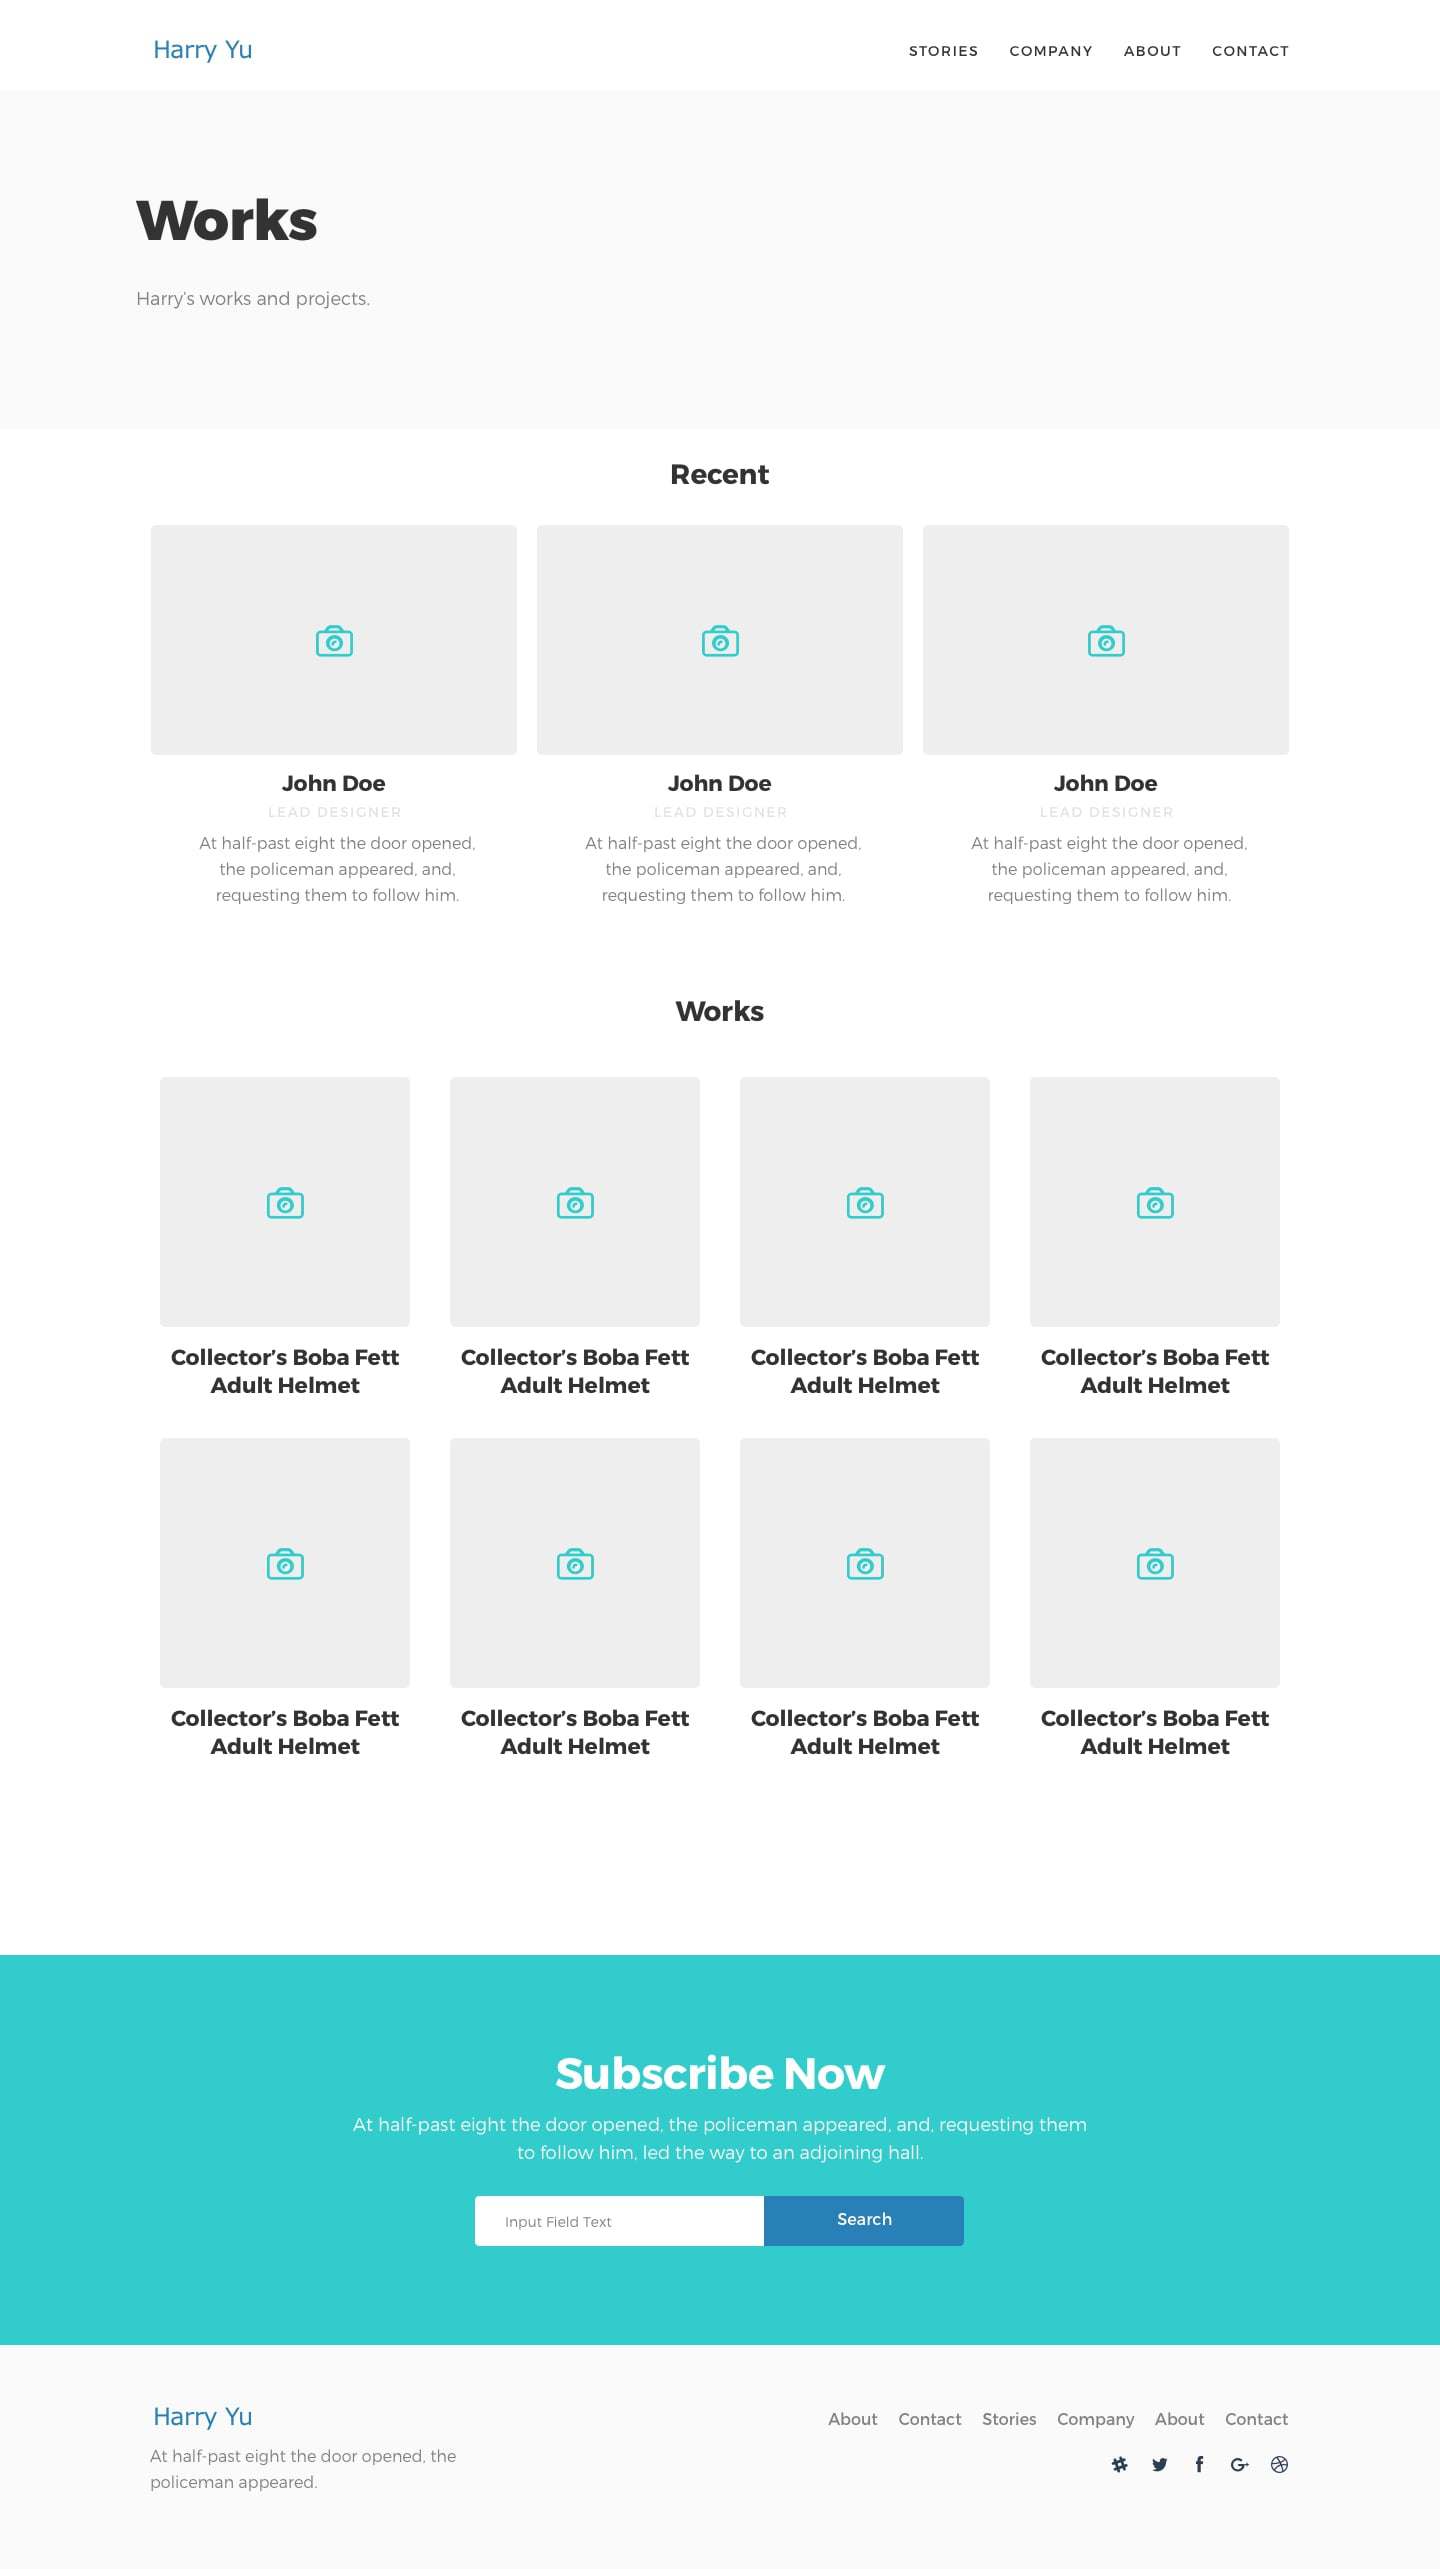 Harry Yu
STORIES COMPANY ABOUT CONTACT
Works
Harry's works and projects.
Recent
John Doe
LEAD DESIGNER
At half-past eight the door opened,
the policeman appeared, and,
requesting them to follow him.
John Doe
LEAD DESIGNER
At half-past eight the door opened,
the policeman appeared, and,
requesting them to follow him.
John Doe
LEAD DESIGNER
At half-past eight the door opened,
the policeman appeared, and,
requesting them to follow him.
Works
Collector’s Boba Fett
Adult Helmet
Collector’s Boba Fett
Adult Helmet
Collector’s Boba Fett
Adult Helmet
Collector’s Boba Fett
Adult Helmet
Collector’s Boba Fett
Adult Helmet
Collector’s Boba Fett
Adult Helmet
Collector’s Boba Fett
Adult Helmet
Collector’s Boba Fett
Adult Helmet
Subscribe Now
At half-past eight the door opened, the policeman appeared, and, requesting them
to follow him, led the way to an adjoining hall.
Input Field Text
Search
Harry Yu
At half-past eight the door opened, the
policeman appeared.
About Contact Stories Company About Contact